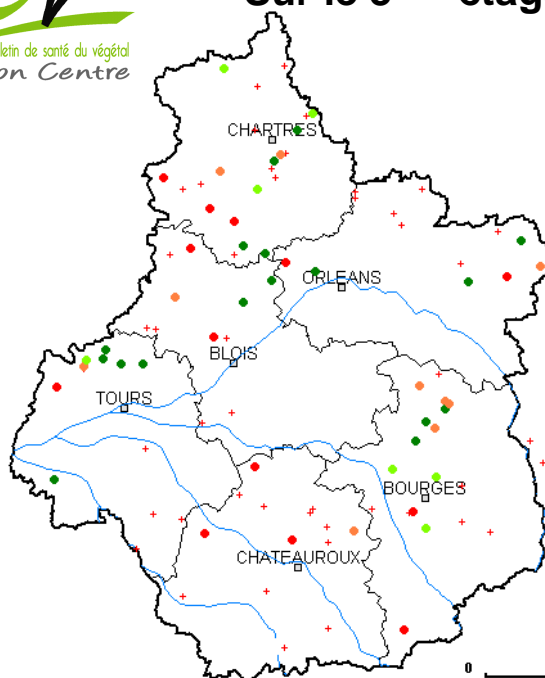 letin de santé du végétal
on Centre
CHARTRES
ORLEANS
BLOIS
TOURS
BOURGES
CHATEAUROUX
0